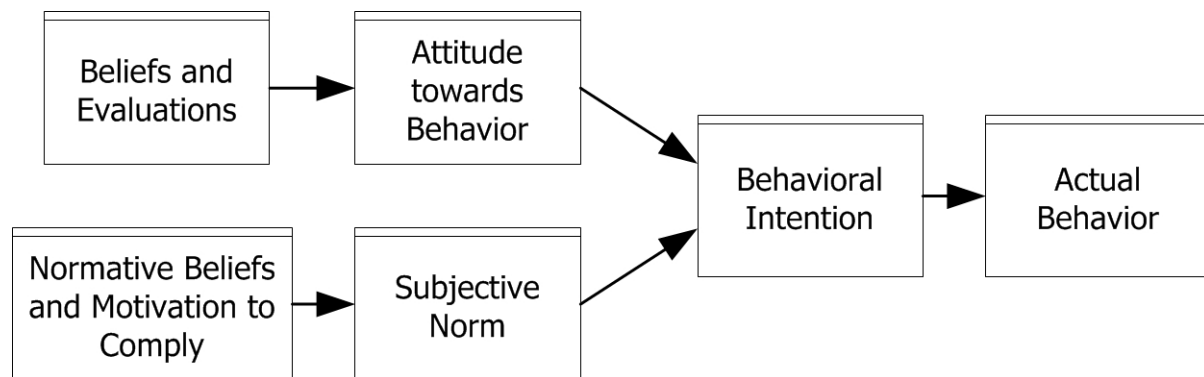 Beliefs and
Evaluations
Attitude
towards
Behavior
Normative Beliefs
and Motivation to
Comply
Subjective
Norm
Behavioral
Intention
Actual
Behavior